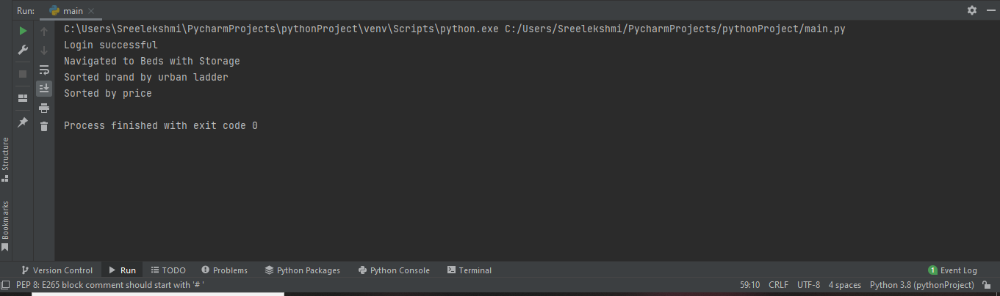 Run: main
C:\Users\Sreelekshmi\PycharmProjects\pythonProject\venv\Scripts\python.exe C:/Users/Sreelekshmi/PycharmProjects/pythonProject/main.py
Login successful
Navigated to Beds with Storage
Sorted brand by urban ladder
Sorted by price
Process finished with exit code 0
Structure
Bookmarks
Version Control Run TODO Problems Python Packages Python Console Terminal 1 Event Log
PEP 8: E265 block comment should start with '# ' 59:10 CRLF UTF-8 4 spaces Python 3.8 (pythonProject)